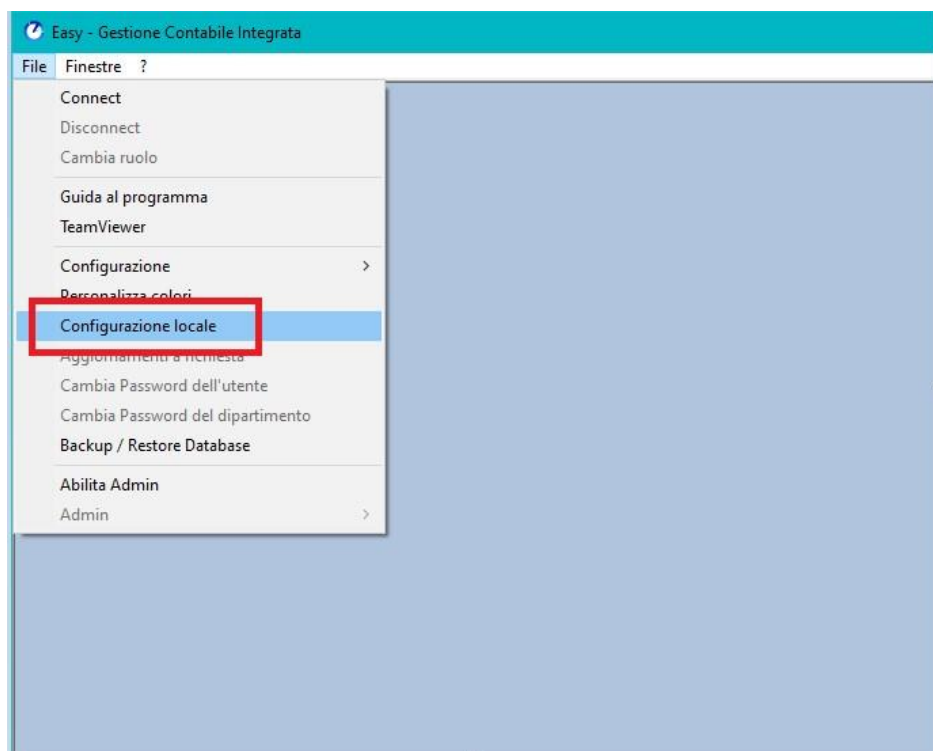 Easy - Gestione Contabile Integrata
File Finestre ?
Connect
Disconnect
Cambia ruolo
Guida al programma
TeamViewer
Configurazione
Personalizza colori
Configurazione locale
Aggiornamenti a richiesta
Cambia Password dell'utente
Cambia Password del dipartimento
Backup / Restore Database
Abilita Admin
Admin